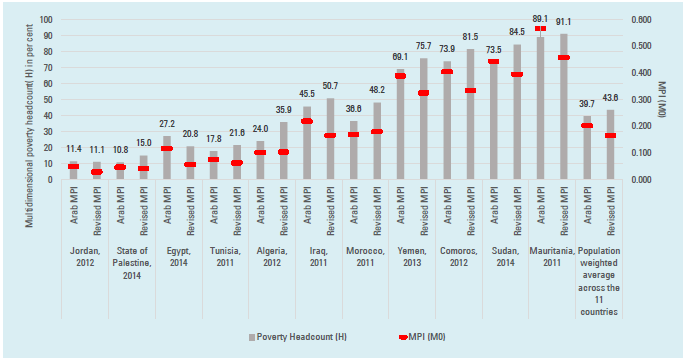 Multidimensional poverty headcount( H) in per cent
100
90
80
70
60
50
40
30
20
10
0
0.600
0.500
0.400
0.300
0.200
0.100
0.000
MPI (M0)
11.4 11.1 10.8 15.0 27.2 20.8 17.8 21.6 24.0 35.9 45.5 50.7 36.6 48.2 69.1 75.7 73.9 81.5 73.5 84.5 89.1 91.1 39.7 43.6
Arab MPI Revised MPI Arab MPI Revised MPI Arab MPI Revised MPI Arab MPI Revised MPI Arab MPI Revised MPI Arab MPI Revised MPI Arab MPI Revised MPI Arab MPI Revised MPI Arab MPI Revised MPI Arab MPI Revised MPI Arab MPI Revised MPI Arab MPI Revised MPI
Jordan,
2012
State of
Palestine,
2014
Egypt,
2014
Tunisia,
2011
Algeria,
2012
Iraq,
2011
Morocco,
2011
Yemen,
2013
Comoros,
2012
Sudan,
2014
Mauritania,
2011
Population
weighted
average
across the
11
countries
Poverty Headcount (H)
MPI (M0)